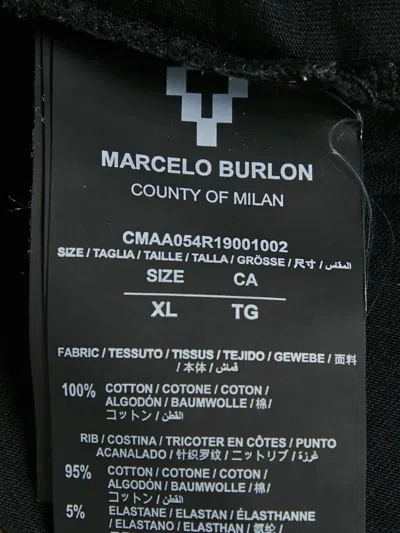 MARCELO BURLON
COUNTY OF MILAN
CMAA054R19001002
SIZE / TAGLIA / TAILLE / TALLA / GRÖSSE / 尺寸 / المقاس
SIZE CA
XL TG
FABRIC / TESSUTO / TISSUS / TEJIDO / GEWEBE / 面料
/ 本体 / قماش
100% COTTON / COTONE / COTON /
ALGODÓN / BAUMWOLLE / 棉/
コットン / القطن
RIB / COSTINA / TRICOTER EN CÔTES / PUNTO
ACANALADO / 针织罗纹 / ニットリブ / غرزة
95% COTTON / COTONE / COTON /
ALGODÓN / BAUMWOLLE / 棉/
コットン / القطن
5% ELASTANE / ELASTAN / ÉLASTHANNE
/ ELASTANO / ELASTHAN / 氨纶